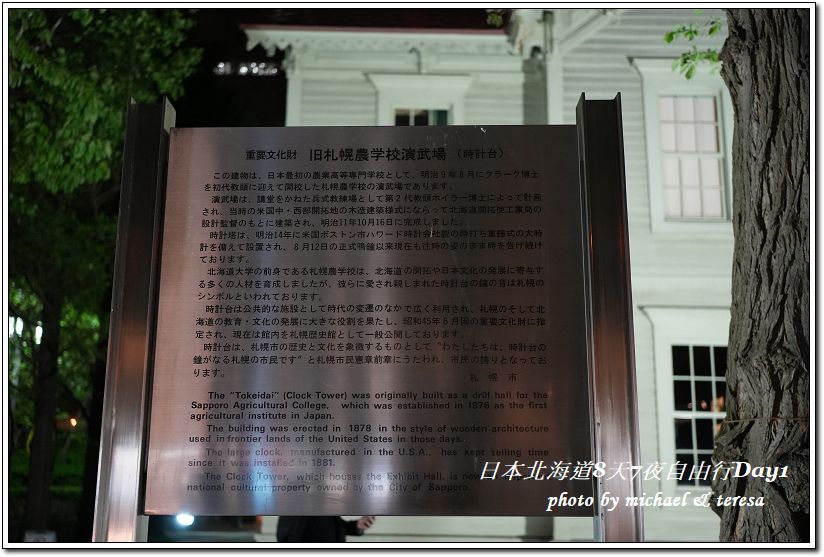 重要文化財 旧札幌農学校演武場（時計台）
この建物は、日本最初の農業高等専門学校として、明治9年8月にクラーク博士
を初代教頭に迎えて開校した札幌農学校の演武場であります。
演武場は、講堂をかねた兵式教練場として第2代教頭ホイラー博士によって計画
され、当時の米国中・西部開拓地の木造建築様式にならって北海道開拓使工業局の
設計監督のもとに建築され、明治11年10月16日に完成しました。
時計塔は、明治14年に米国ボストン市ハワード時計会社製の時打ち重錘式の大時
計を備えて設置され、8月12日の正式鳴鐘以来現在も往時の姿のまま時を告げ続け
ております。
北海道大学の前身である札幌農学校は、北海道の開拓や日本文化の発展に寄与す
る多くの人材を育成しましたが、彼らに愛され親しまれた時計台の鐘の音は札幌の
シンボルといわれております。
時計台は公共的な施設として時代の変遷のなかで広く利用され、札幌のそして北
海道の教育・文化の発展に大きな役割を果たし、昭和45年6月国の重要文化財に指
定され、現在は館内を札幌歴史館として一般公開しております。
時計台は、札幌市の歴史と文化を象徴するものとして〝わたしたちは、時計台の
鐘がなる札幌の市民です〞と札幌市民憲章前章にうたわれ、市民の誇りとなってお
ります。
札幌市
The "Tokeidai" (Clock Tower) was originally built as a drill hall for the
Sapporo Agricultural College, which was established in 1876 as the first
agricultural institute in Japan.
The building was erected in 1878 in the style of wooden architecture
used in frontier lands of the United States in those days.
The large clock, manufactured in the U.S.A., has kept telling time
since it was installed in 1881.
The Clock Tower, which houses the Exhibit Hall, is now
national cultural property owned by the City of Sapporo.
日本北海道8天7夜自由行Day1
photo by michael & teresa